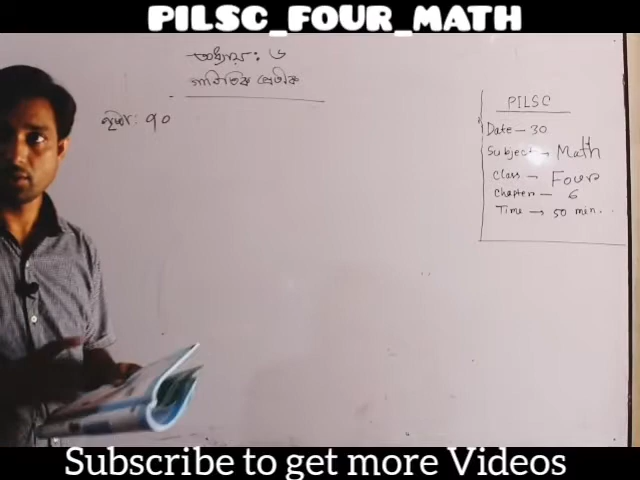 PILSC_FOUR_MATH
অধ্যায়: ৬
গাণিতিক প্রতীক
পৃষ্ঠা: ৭০
PILSC
Date — 30
Subject → Math
Class → Four
Chapter — 6
Time → 50 min.
Subscribe to get more Videos